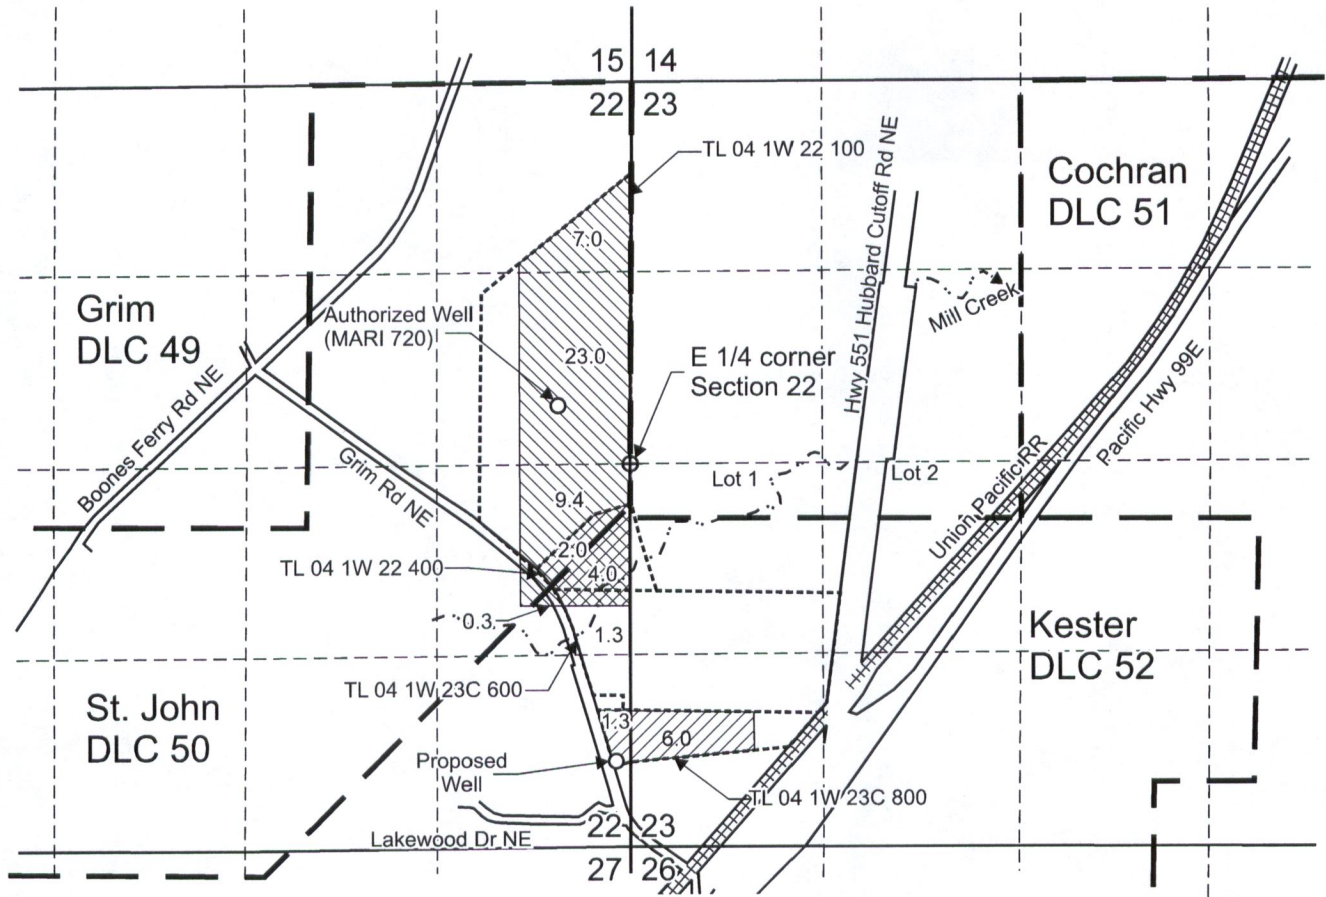 15 14
22 23
TL 04 1W 22 100
Hwy 551 Hubbard Cutoff Rd NE
Cochran
DLC 51
7.0
Mill Creek
Grim
DLC 49
Authorized Well
(MARI 720)
23.0
E 1/4 corner
Section 22
Boones Ferry Rd NE
Grim Rd NE
Pacific Hwy 99E
Union Pacific RR
Lot 1
Lot 2
9.4
2.0
4.0
TL 04 1W 22 400
0.3
1.3
Kester
DLC 52
TL 04 1W 23C 600
St. John
DLC 50
1.3
6.0
Proposed
Well
TL 04 1W 23C 800
22 23
Lakewood Dr NE
27 26